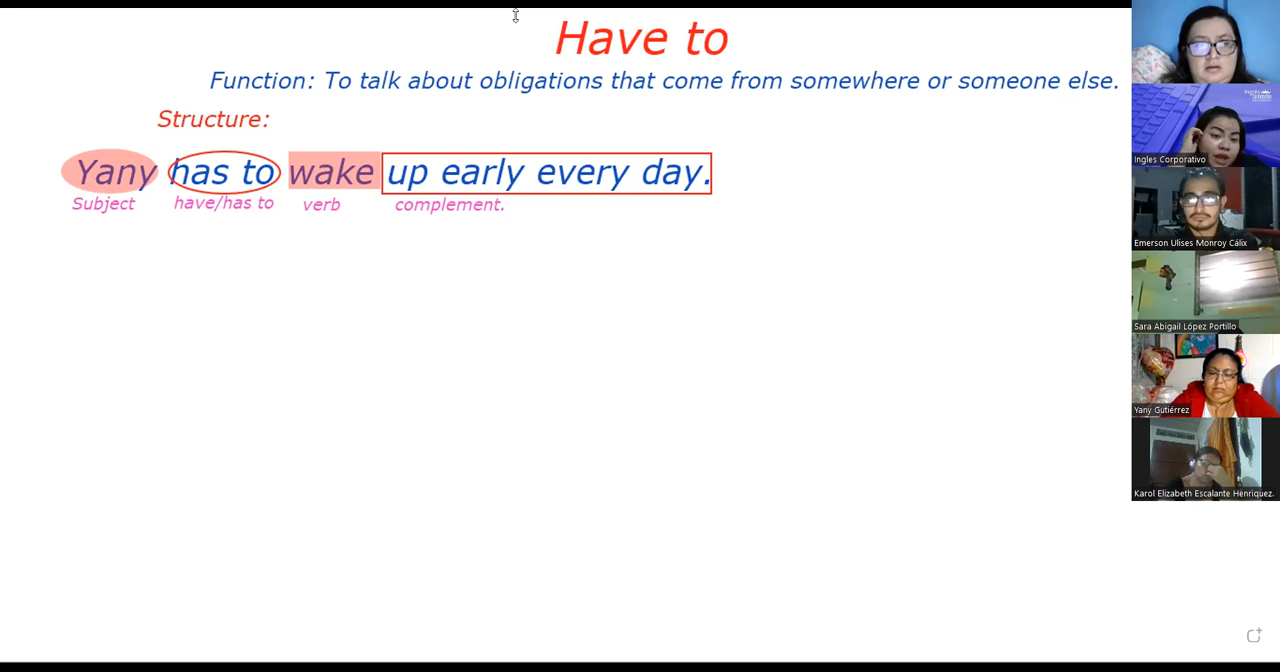 Have to
Function: To talk about obligations that come from somewhere or someone else.
Structure:
Yany has to wake up early every day.
Subject have/has to verb complement.
Ingles Corporativo
Emerson Ulises Monroy Cálix
Sara Abigail López Portillo
Yany Gutiérrez
Karol Elizabeth Escalante Henriquez.